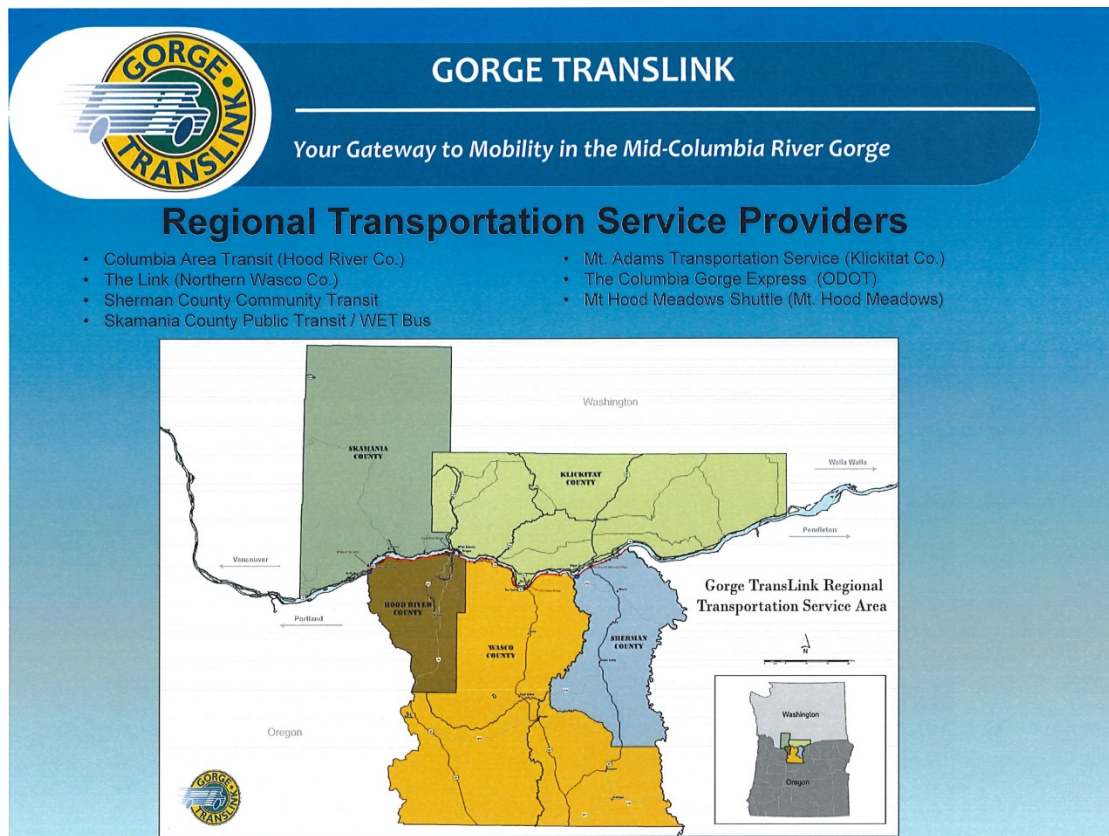 GORGE TRANSLINK
GORGE TRANSLINK
Your Gateway to Mobility in the Mid-Columbia River Gorge
Regional Transportation Service Providers
• Columbia Area Transit (Hood River Co.)
• The Link (Northern Wasco Co.)
• Sherman County Community Transit
• Skamania County Public Transit / WET Bus
• Mt. Adams Transportation Service (Klickitat Co.)
• The Columbia Gorge Express (ODOT)
• Mt Hood Meadows Shuttle (Mt. Hood Meadows)
Washington
SKAMANIA
COUNTY
KLICKITAT
COUNTY
Walla Walla
Pendleton
Vancouver
Portland
HOOD RIVER
COUNTY
WASCO
COUNTY
SHERMAN
COUNTY
Oregon
Gorge TransLink Regional
Transportation Service Area
N
Washington
Oregon
GORGE TRANSLINK